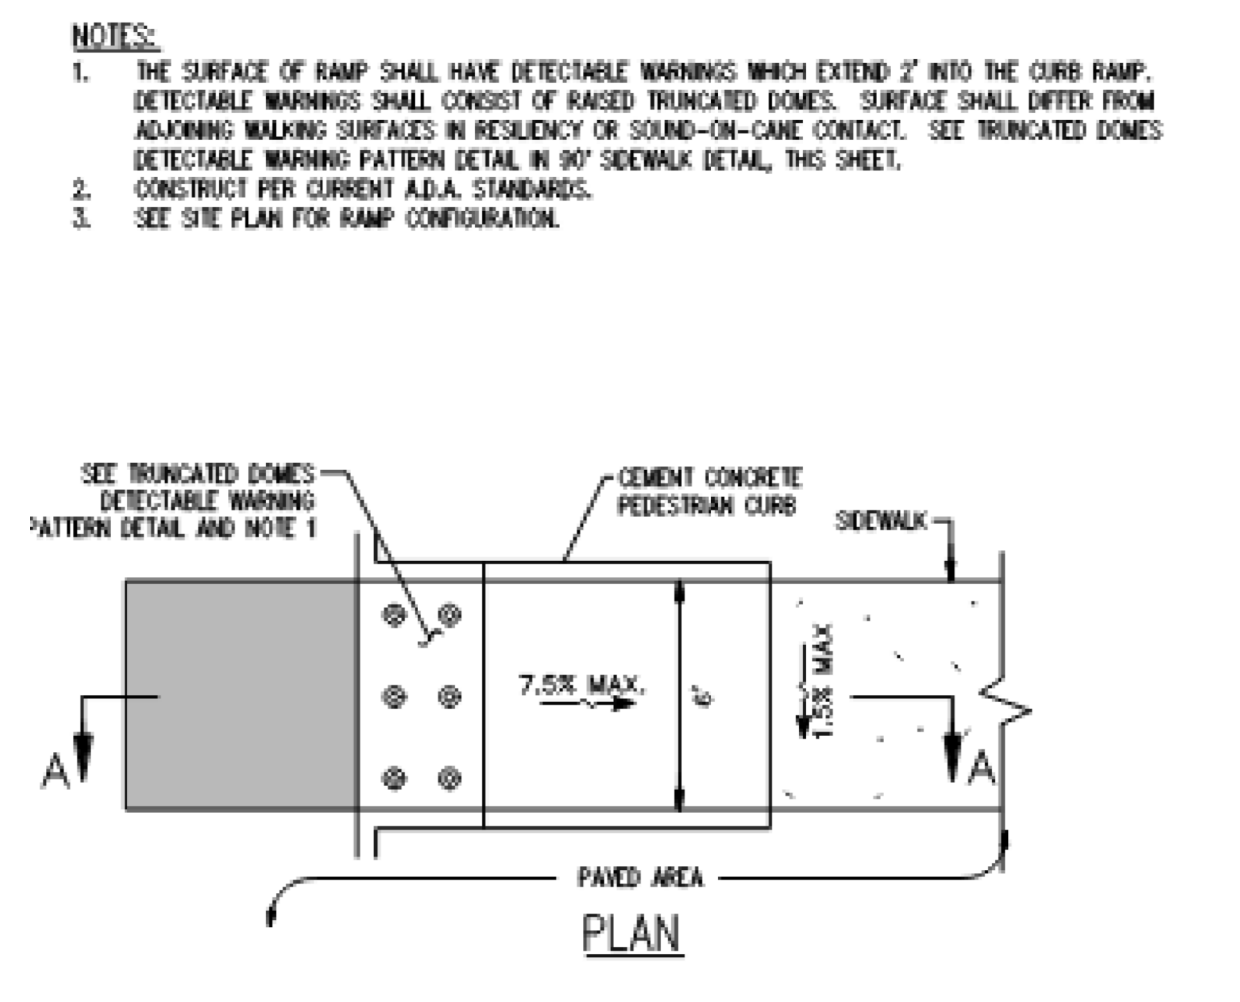 NOTES:
1. THE SURFACE OF RAMP SHALL HAVE DETECTABLE WARNINGS WHICH EXTEND 2' INTO THE CURB RAMP.
DETECTABLE WARNINGS SHALL CONSIST OF RAISED TRUNCATED DOMES. SURFACE SHALL DIFFER FROM
ADJOINING WALKING SURFACES IN RESILIENCY OR SOUND-ON-CANE CONTACT. SEE TRUNCATED DOMES
DETECTABLE WARNING PATTERN DETAIL IN 90° SIDEWALK DETAIL, THIS SHEET.
2. CONSTRUCT PER CURRENT A.D.A. STANDARDS.
3. SEE SITE PLAN FOR RAMP CONFIGURATION.
SEE TRUNCATED DOMES
DETECTABLE WARNING
PATTERN DETAIL AND NOTE 1
CEMENT CONCRETE
PEDESTRIAN CURB
SIDEWALK
7.5% MAX.
6'
1.5% MAX
A
A
PAVED AREA
PLAN